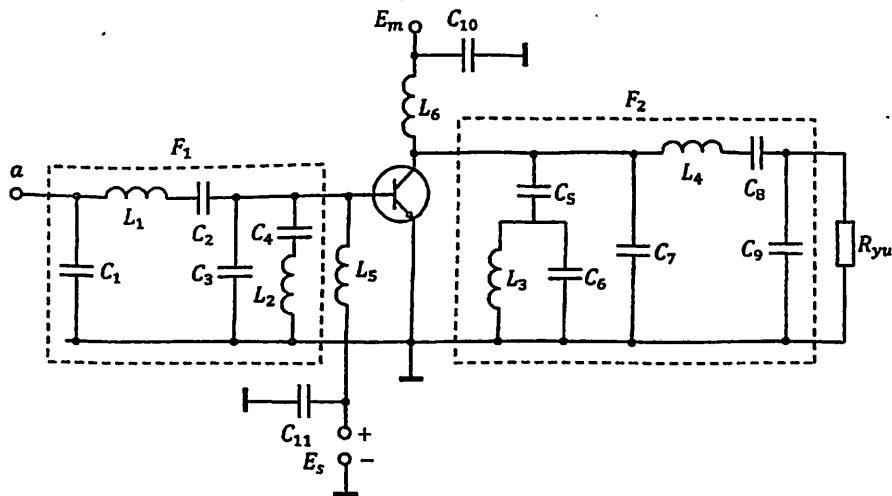 E_m
C_10
L_6
F_1
F_2
a
L_1
C_2
C_4
C_1
C_3
L_2
L_5
C_5
L_3
C_6
C_7
L_4
C_8
C_9
R_yu
C_11
+
E_s
−